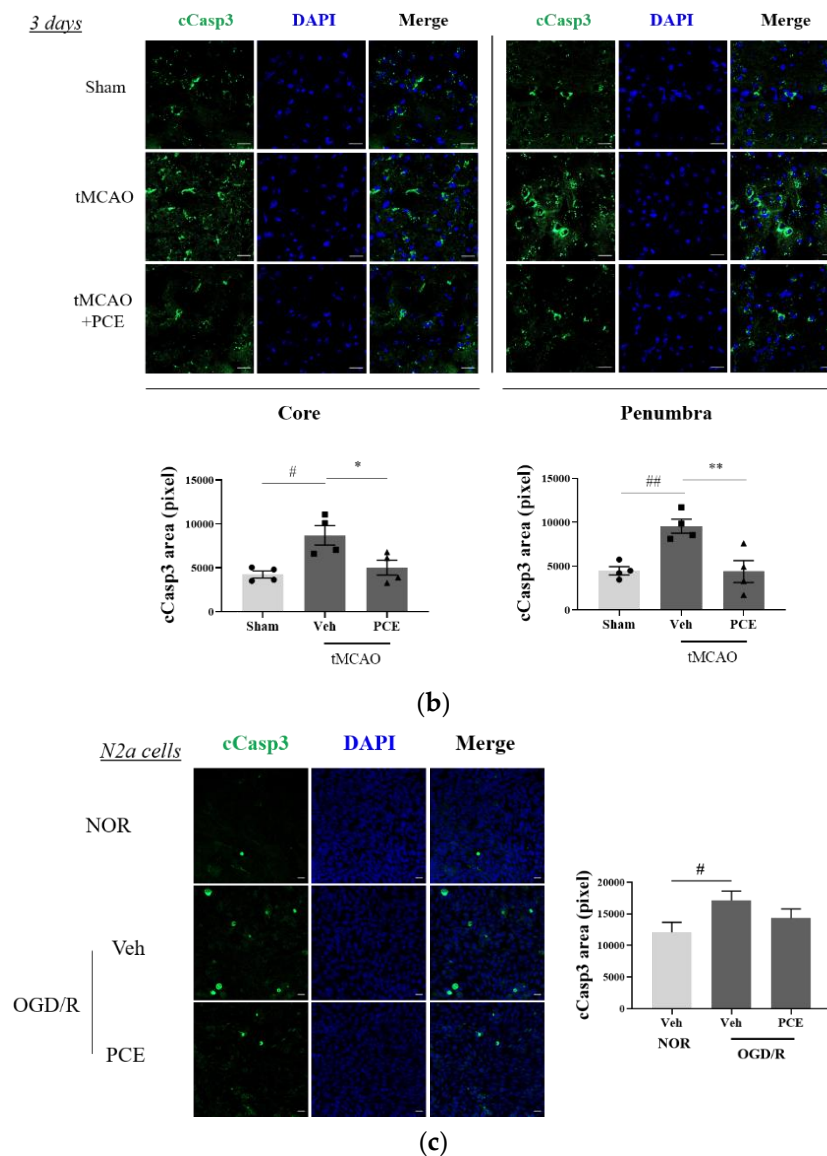 3 days
cCasp3 DAPI Merge cCasp3 DAPI Merge
Sham
tMCAO
tMCAO
+PCE
Core Penumbra
cCasp3 area (pixel)
15000
10000
5000
0
# *
Sham Veh PCE
tMCAO
cCasp3 area (pixel)
15000
10000
5000
0
## **
Sham Veh PCE
tMCAO
(b)
N2a cells
cCasp3 DAPI Merge
NOR
Veh
OGD/R
PCE
cCasp3 area (pixel)
20000
15000
10000
5000
0
#
Veh Veh PCE
NOR OGD/R
(c)